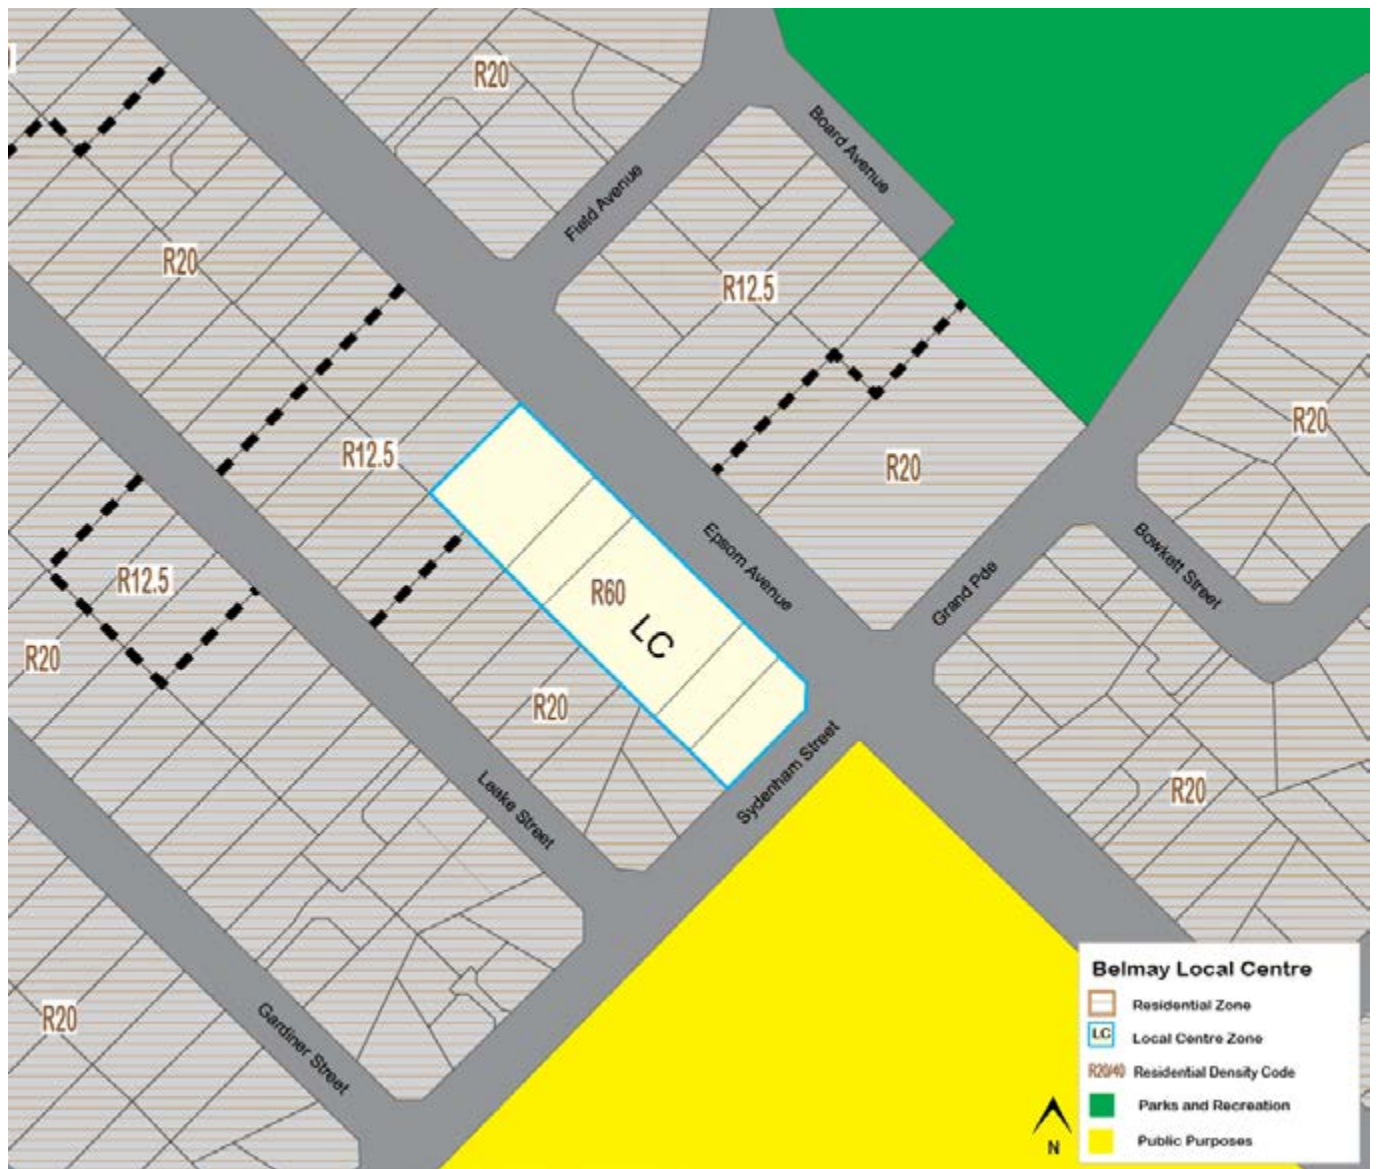 R20
Board Avenue
Field Avenue
R20
R12.5
R12.5
R20
R20
Epsom Avenue
Bowkett Street
R12.5
R60
LC
Grand Pde
R20
R20
Leake Street
Sydenham Street
R20
R20
Gardiner Street
Belmay Local Centre
Residential Zone
LC Local Centre Zone
R20/40 Residential Density Code
Parks and Recreation
Public Purposes
N